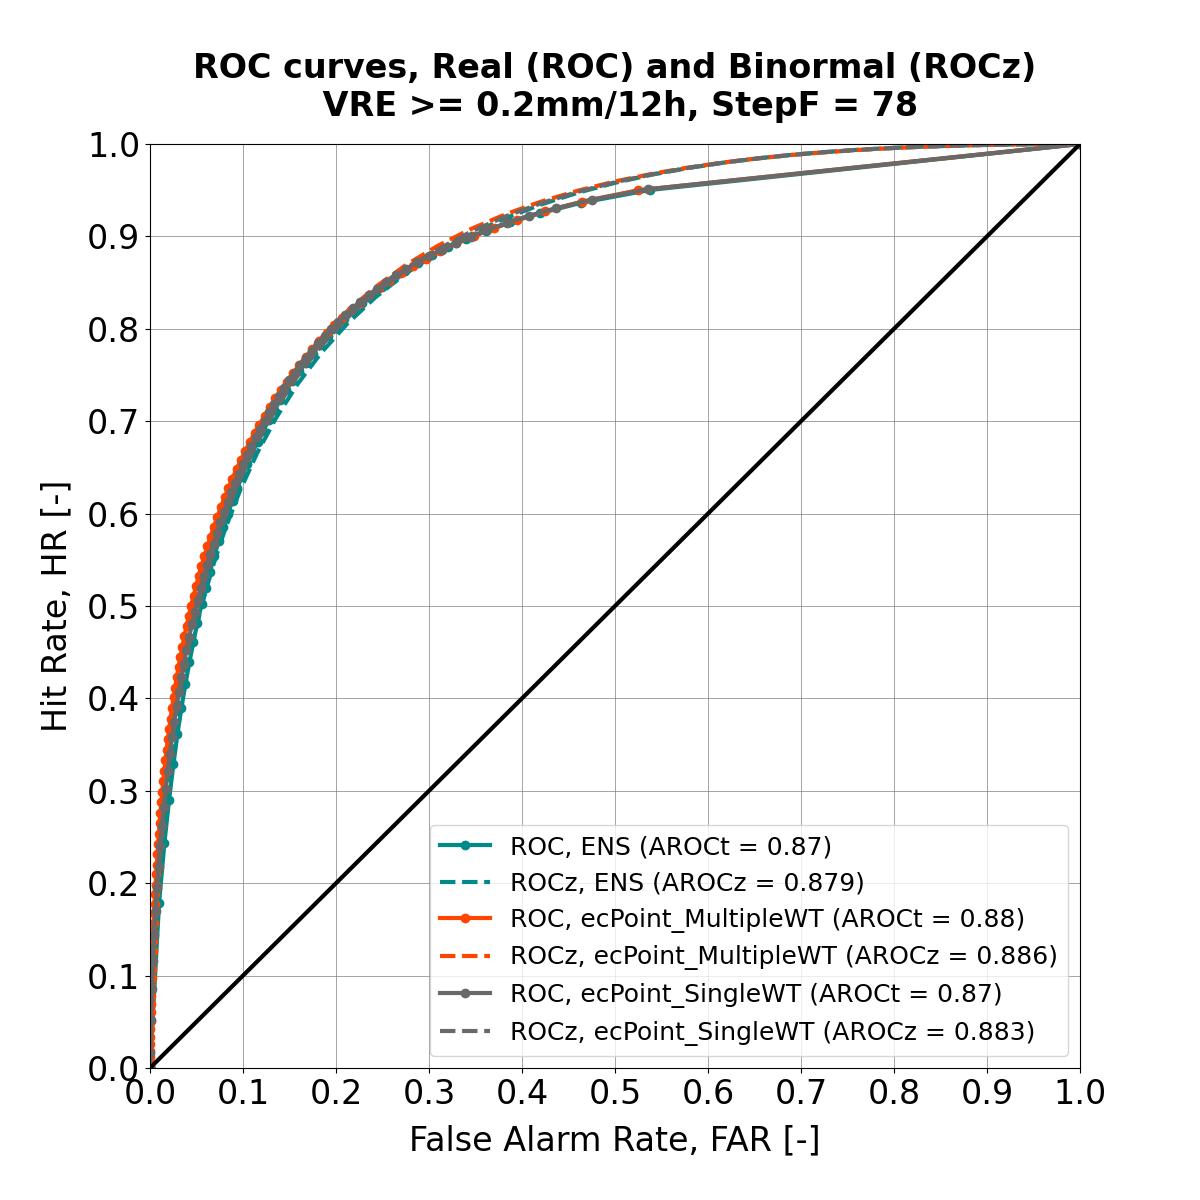 ROC curves, Real (ROC) and Binormal (ROCz)
VRE >= 0.2mm/12h, StepF = 78
1.0
0.9
0.8
0.7
0.6
0.5
0.4
0.3
0.2
0.1
0.0
Hit Rate, HR [-]
ROC, ENS (AROCt = 0.87)
ROCz, ENS (AROCz = 0.879)
ROC, ecPoint_MultipleWT (AROCt = 0.88)
ROCz, ecPoint_MultipleWT (AROCz = 0.886)
ROC, ecPoint_SingleWT (AROCt = 0.87)
ROCz, ecPoint_SingleWT (AROCz = 0.883)
0.0 0.1 0.2 0.3 0.4 0.5 0.6 0.7 0.8 0.9 1.0
False Alarm Rate, FAR [-]